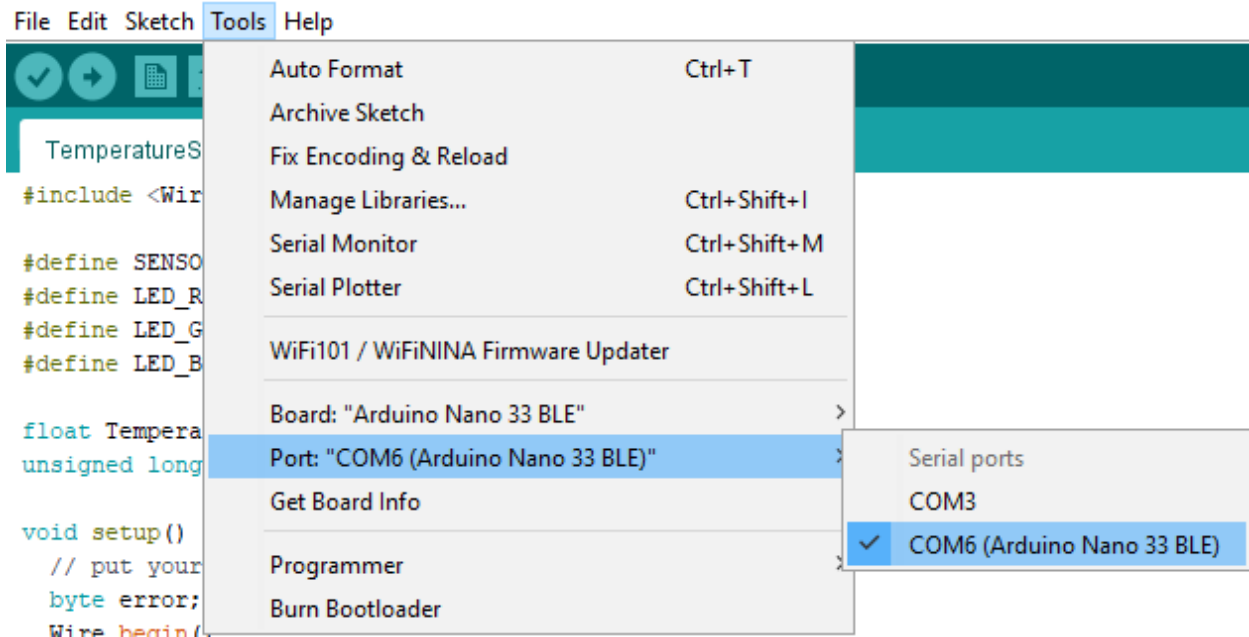 File Edit Sketch Tools Help
Auto Format Ctrl+T
Archive Sketch
Fix Encoding & Reload
Manage Libraries... Ctrl+Shift+I
Serial Monitor Ctrl+Shift+M
Serial Plotter Ctrl+Shift+L
WiFi101 / WiFiNINA Firmware Updater
Board: "Arduino Nano 33 BLE"
Port: "COM6 (Arduino Nano 33 BLE)"
Get Board Info
Programmer
Burn Bootloader
Serial ports
COM3
COM6 (Arduino Nano 33 BLE)
TemperatureS
#include <Wir
#define SENSO
#define LED_R
#define LED_G
#define LED_B
float Tempera
unsigned long
void setup()
// put your
byte error;
Wire.begin(